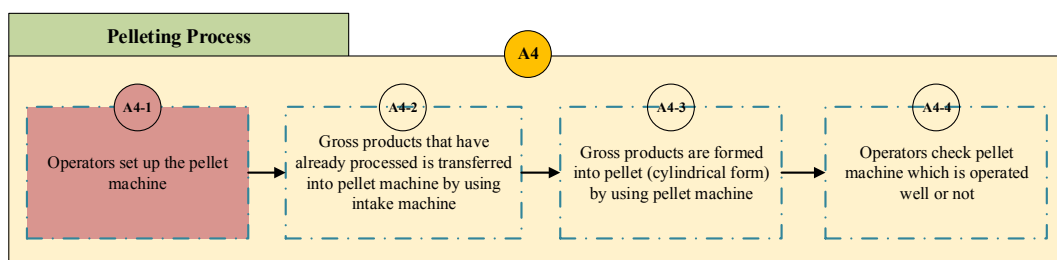 Pelleting Process
A4
A4-1
Operators set up the pellet
machine
A4-2
Gross products that have
already processed is transferred
into pellet machine by using
intake machine
A4-3
Gross products are formed
into pellet (cylindrical form)
by using pellet machine
A4-4
Operators check pellet
machine which is operated
well or not